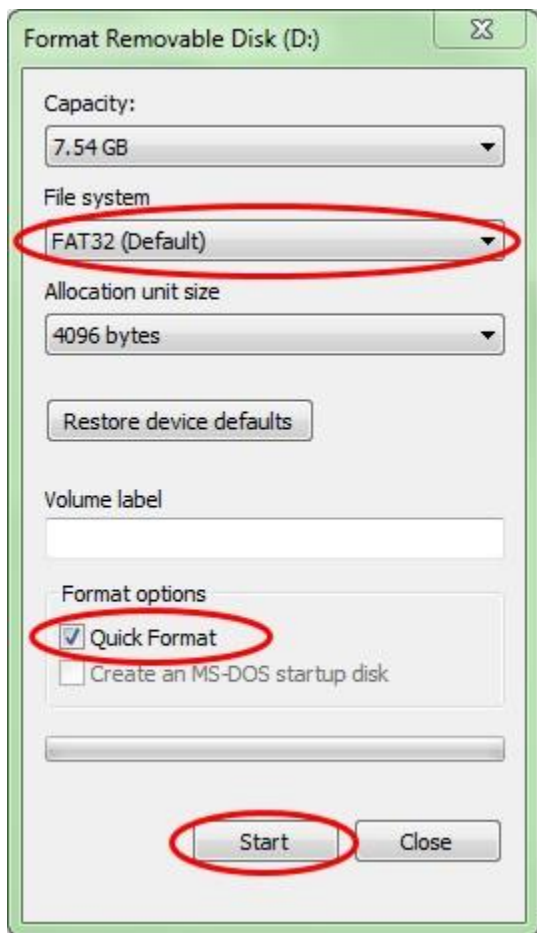 Format Removable Disk (D:)
Capacity:
7.54 GB
File system
FAT32 (Default)
Allocation unit size
4096 bytes
Restore device defaults
Volume label
Format options
Quick Format
Create an MS-DOS startup disk
Start Close